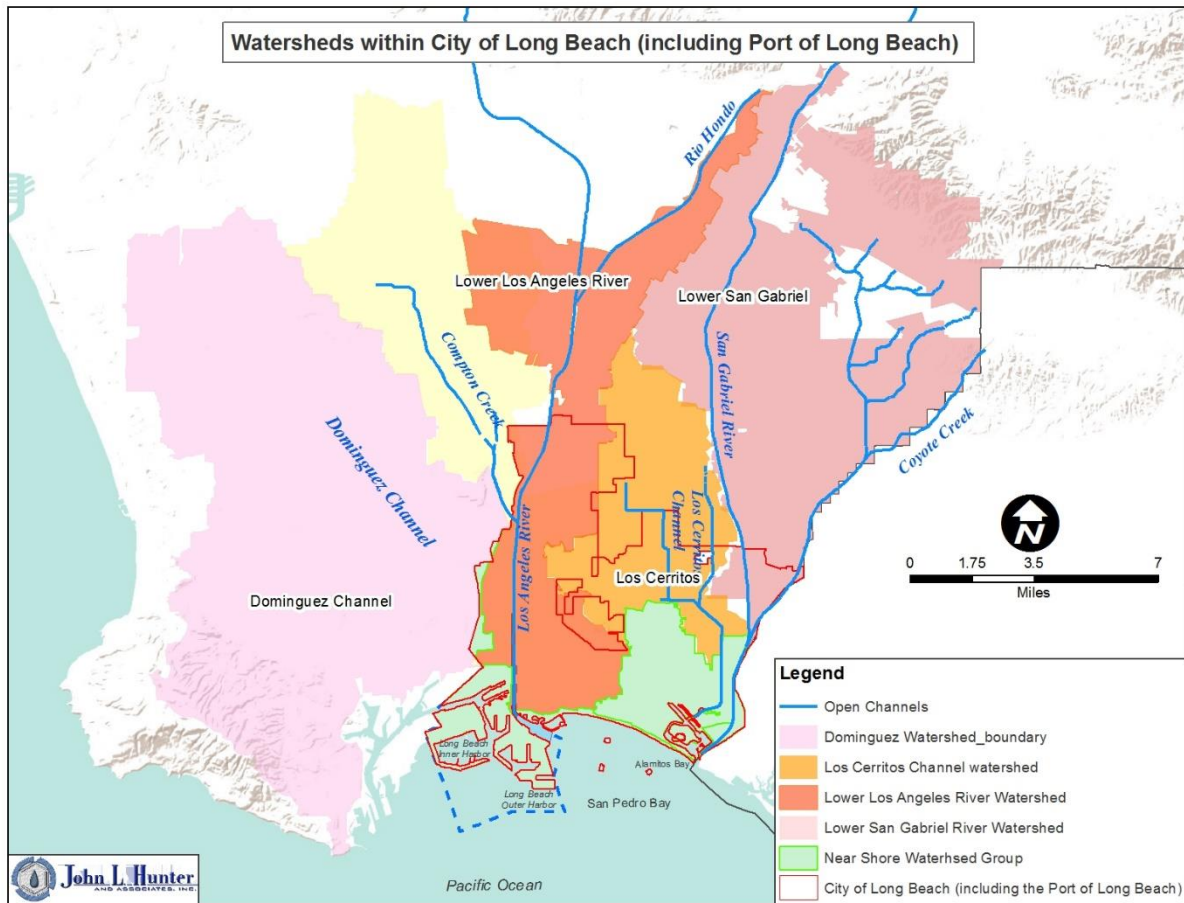 Watersheds within City of Long Beach (including Port of Long Beach)
Rio Hondo
Lower Los Angeles River
Lower San Gabriel
Compton Creek
San Gabriel River
Coyote Creek
Dominguez Channel
Los Cerritos
Channel
Los Angeles River
Los Cerritos
Dominguez Channel
N
0 1.75 3.5 7
Miles
Long Beach
Inner Harbor
Long Beach
Outer Harbor
Alamitos Bay
San Pedro Bay
Pacific Ocean
Legend
Open Channels
Dominguez Watershed_boundary
Los Cerritos Channel watershed
Lower Los Angeles River Watershed
Lower San Gabriel River Watershed
Near Shore Waterhsed Group
City of Long Beach (including the Port of Long Beach)
John L. Hunter
AND ASSOCIATES, INC.